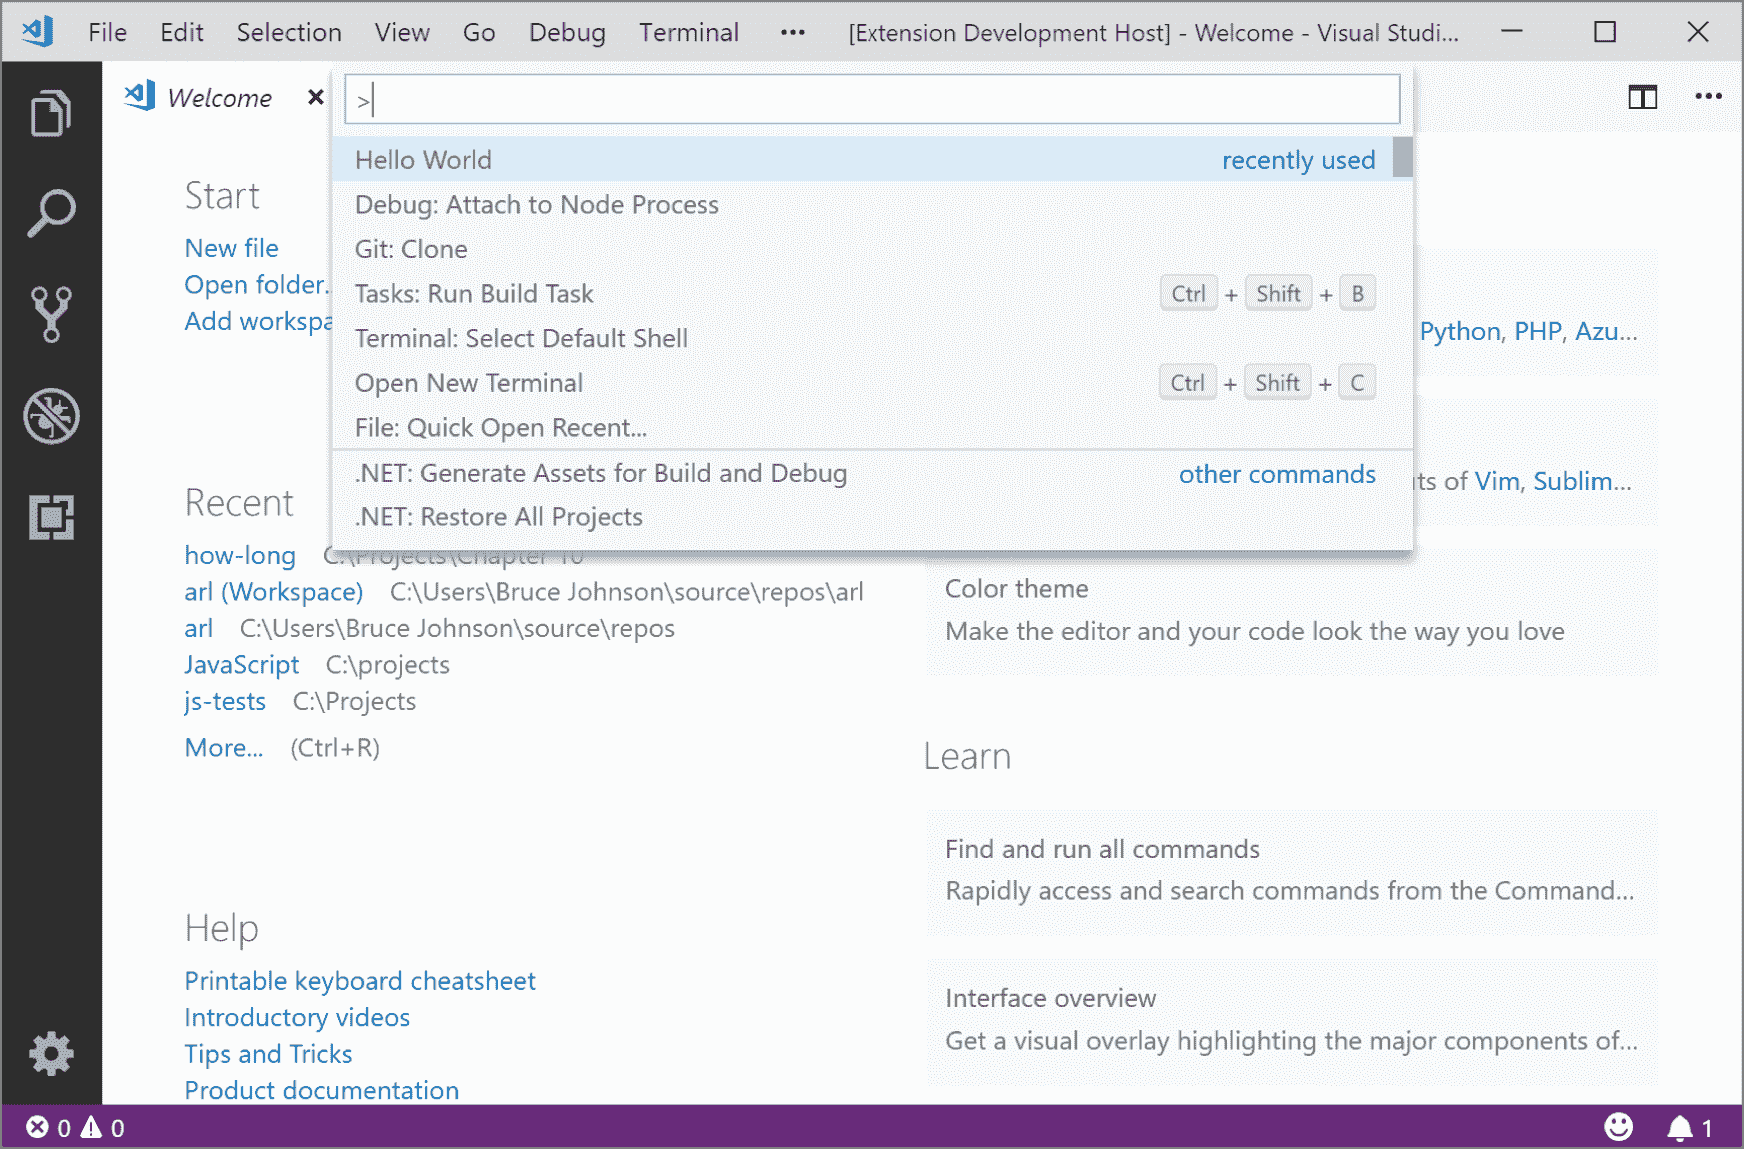 File Edit Selection View Go Debug Terminal ··· [Extension Development Host] - Welcome - Visual Studi...
Welcome
>
Hello World recently used
Debug: Attach to Node Process
Git: Clone
Tasks: Run Build Task Ctrl + Shift + B
Terminal: Select Default Shell
Open New Terminal Ctrl + Shift + C
File: Quick Open Recent...
.NET: Generate Assets for Build and Debug other commands
.NET: Restore All Projects
Start
New file
Open folder..
Add workspa
Recent
how-long C:\Projects\Chapter 10
arl (Workspace) C:\Users\Bruce Johnson\source\repos\arl
arl C:\Users\Bruce Johnson\source\repos
JavaScript C:\projects
js-tests C:\Projects
More... (Ctrl+R)
Help
Printable keyboard cheatsheet
Introductory videos
Tips and Tricks
Product documentation
Python, PHP, Azu...
of Vim, Sublim...
Color theme
Make the editor and your code look the way you love
Learn
Find and run all commands
Rapidly access and search commands from the Command...
Interface overview
Get a visual overlay highlighting the major components of...
0 0 1